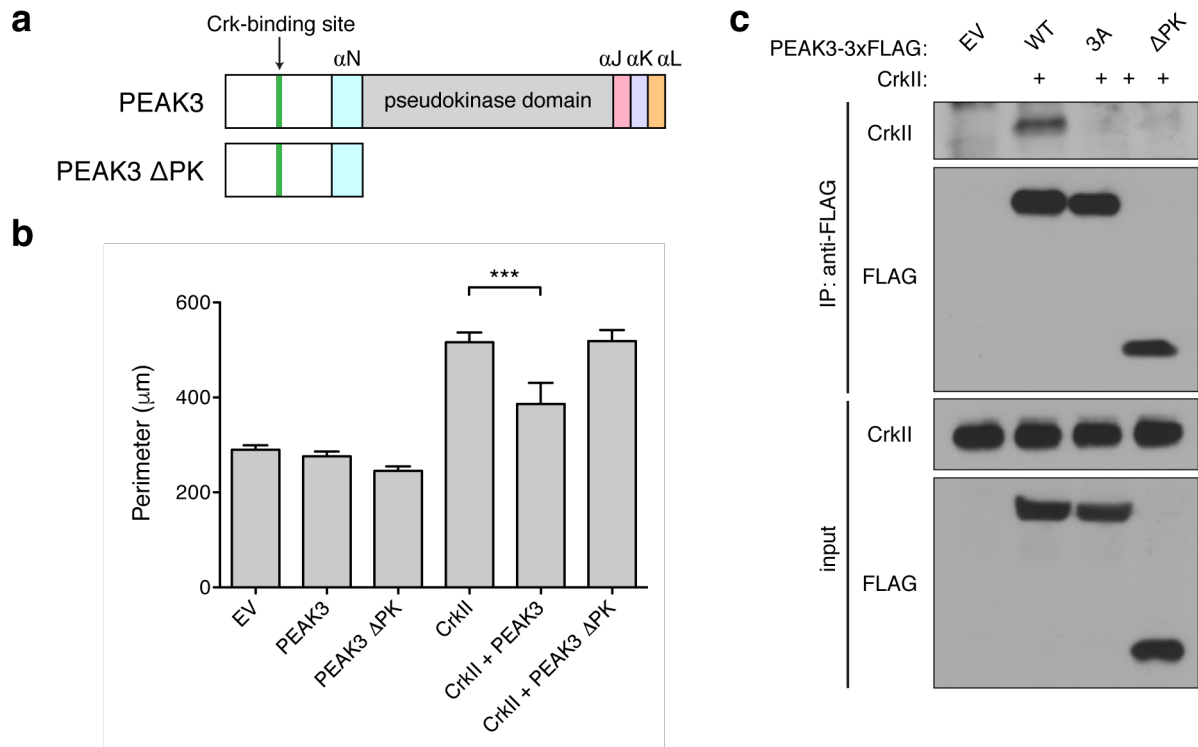 a
Crk-binding site
αN
αJ αK αL
PEAK3
pseudokinase domain
PEAK3 ΔPK
b
***
Perimeter (μm)
600
400
200
0
EV
PEAK3
PEAK3 ΔPK
CrkII
CrkII + PEAK3
CrkII + PEAK3 ΔPK
c
PEAK3-3xFLAG: EV WT 3A ΔPK
CrkII: + + + +
IP: anti-FLAG
CrkII
FLAG
input
CrkII
FLAG